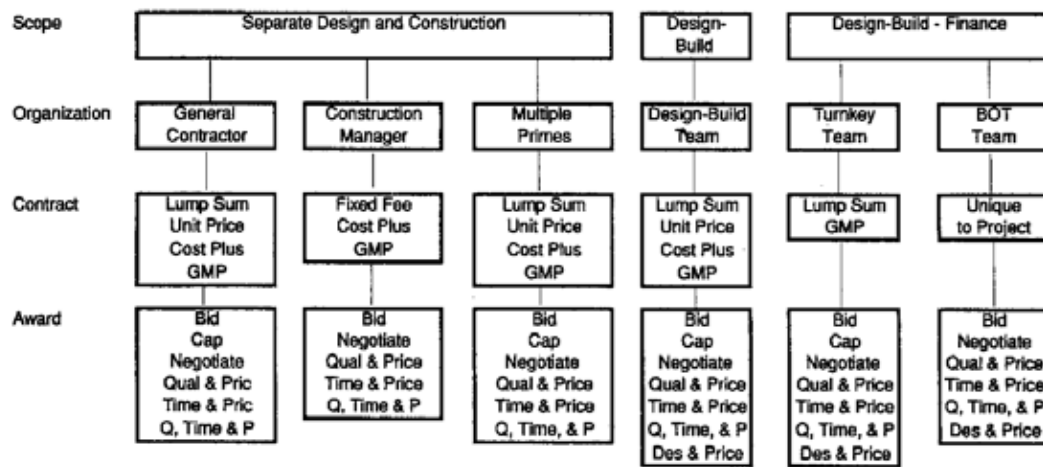 Scope
Separate Design and Construction
Design-
Build
Design-Build - Finance
Organization
General
Contractor
Construction
Manager
Multiple
Primes
Design-Build
Team
Turnkey
Team
BOT
Team
Contract
Lump Sum
Unit Price
Cost Plus
GMP
Fixed Fee
Cost Plus
GMP
Lump Sum
Unit Price
Cost Plus
GMP
Lump Sum
Unit Price
Cost Plus
GMP
Lump Sum
GMP
Unique
to Project
Award
Bid
Cap
Negotiate
Qual & Pric
Time & Pric
Q, Time & P
Bid
Negotiate
Qual & Price
Time & Price
Q, Time & P
Bid
Cap
Negotiate
Qual & Price
Time & Price
Q, Time, & P
Bid
Cap
Negotiate
Qual & Price
Time & Price
Q, Time, & P
Des & Price
Bid
Cap
Negotiate
Qual & Price
Time & Price
Q, Time, & P
Des & Price
Bid
Negotiate
Qual & Price
Time & Price
Q, Time, & P
Des & Price